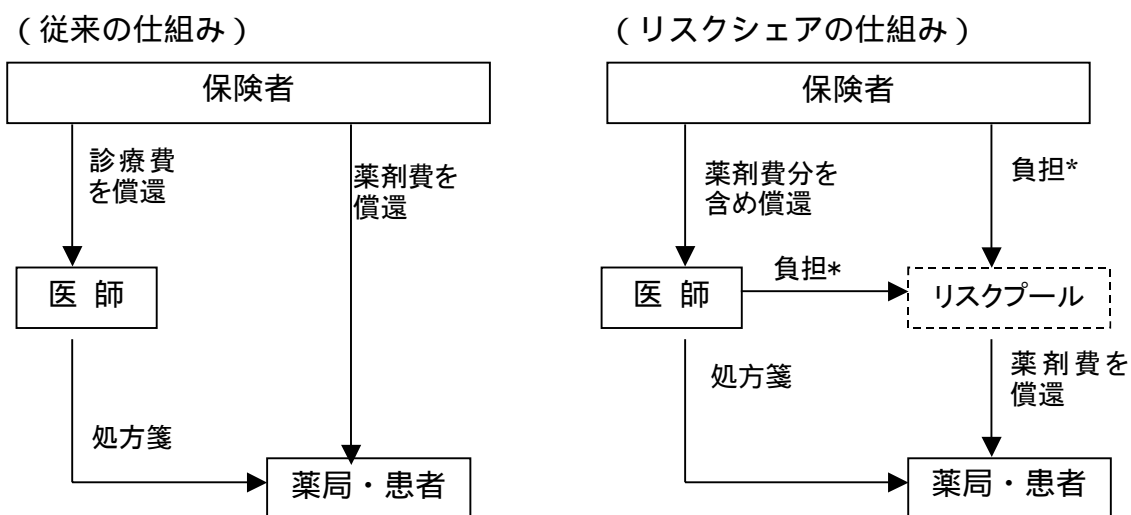 (従来の仕組み)
保険者
診療費
を償還
薬剤費を
償還
医 師
処方箋
薬局・患者
(リスクシェアの仕組み)
保険者
薬剤費分を
含め償還
負担*
医 師
負担*
リスクプール
処方箋
薬剤費を
償還
薬局・患者